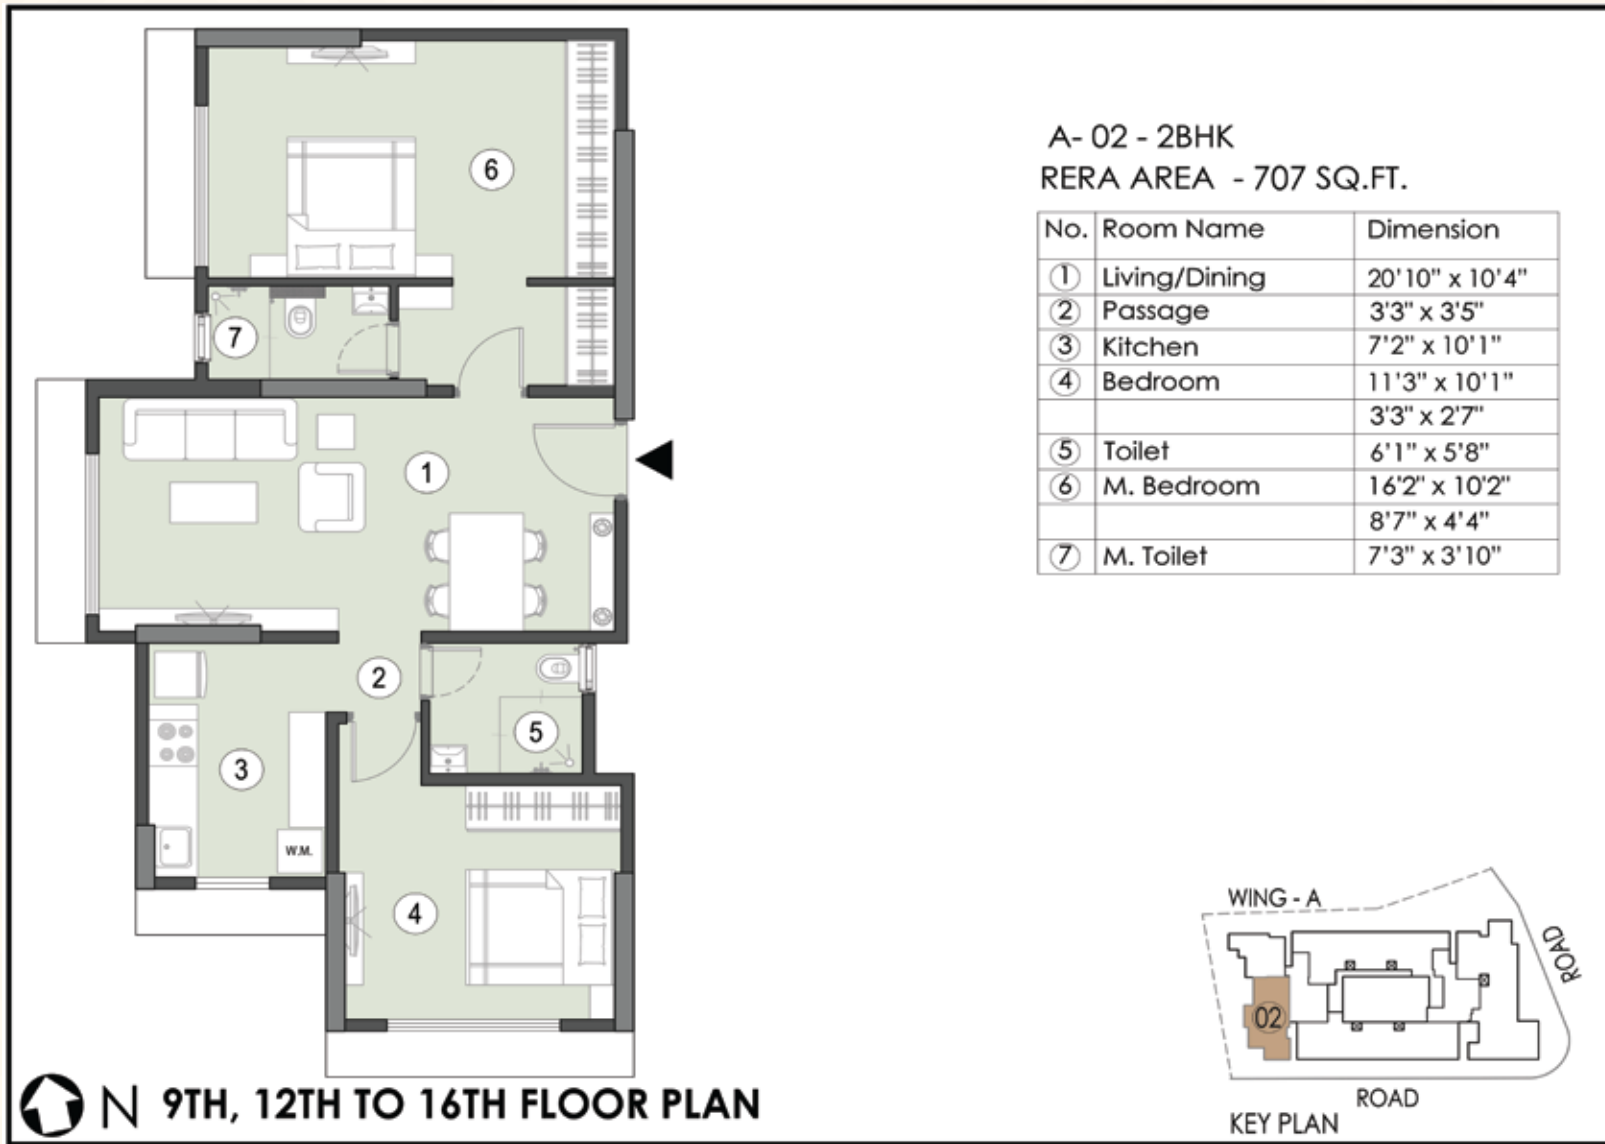 A- 02 - 2BHK
RERA AREA - 707 SQ.FT.
No. Room Name Dimension
1 Living/Dining 20'10" x 10'4"
2 Passage 3'3" x 3'5"
3 Kitchen 7'2" x 10'1"
4 Bedroom 11'3" x 10'1"
3'3" x 2'7"
5 Toilet 6'1" x 5'8"
6 M. Bedroom 16'2" x 10'2"
8'7" x 4'4"
7 M. Toilet 7'3" x 3'10"
6
7
1
2
5
3
W.M.
4
WING - A
ROAD
02
ROAD
KEY PLAN
N 9TH, 12TH TO 16TH FLOOR PLAN